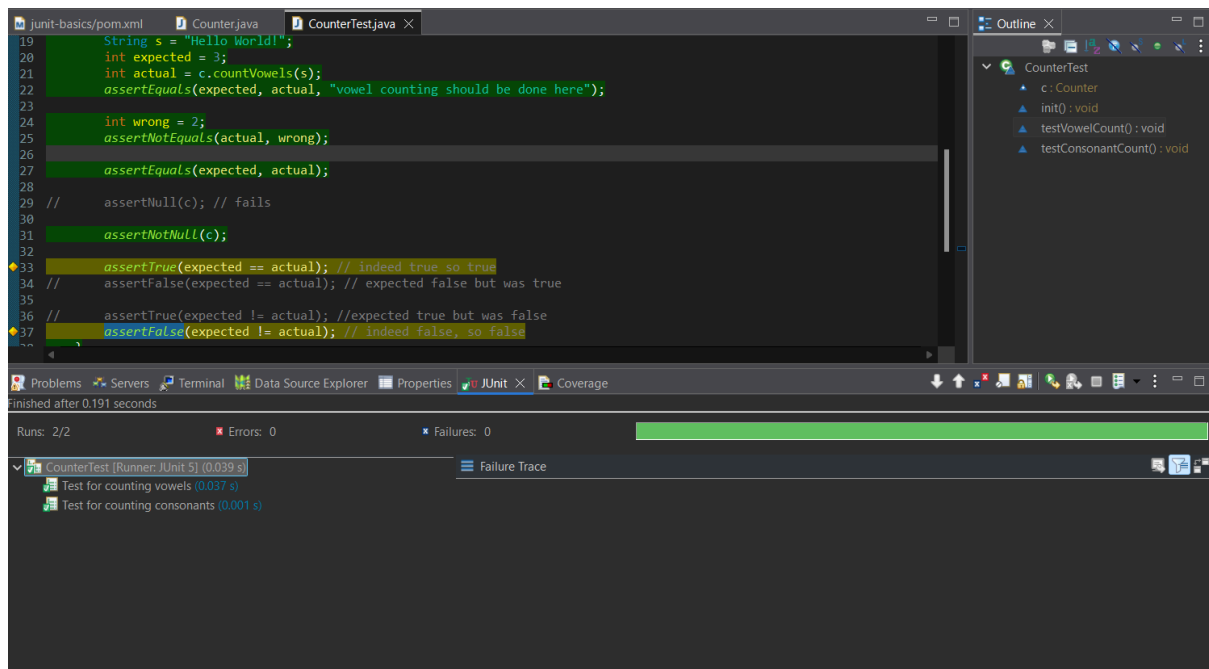 junit-basics/pom.xml Counter.java CounterTest.java
19 String s = "Hello World!";
20 int expected = 3;
21 int actual = c.countVowels(s);
22 assertEquals(expected, actual, "vowel counting should be done here");
23
24 int wrong = 2;
25 assertNotEquals(actual, wrong);
26
27 assertEquals(expected, actual);
28
29 // assertNull(c); // fails
30
31 assertNotNull(c);
32
33 assertTrue(expected == actual); // indeed true so true
34 // assertFalse(expected == actual); // expected false but was true
35
36 // assertTrue(expected != actual); //expected true but was false
37 assertFalse(expected != actual); // indeed false, so false
}
Outline
CounterTest
c : Counter
init() : void
testVowelCount() : void
testConsonantCount() : void
Problems Servers Terminal Data Source Explorer Properties JUnit Coverage
Finished after 0.191 seconds
Runs: 2/2 Errors: 0 Failures: 0
CounterTest [Runner: JUnit 5] (0.039 s)
Test for counting vowels (0.037 s)
Test for counting consonants (0.001 s)
Failure Trace